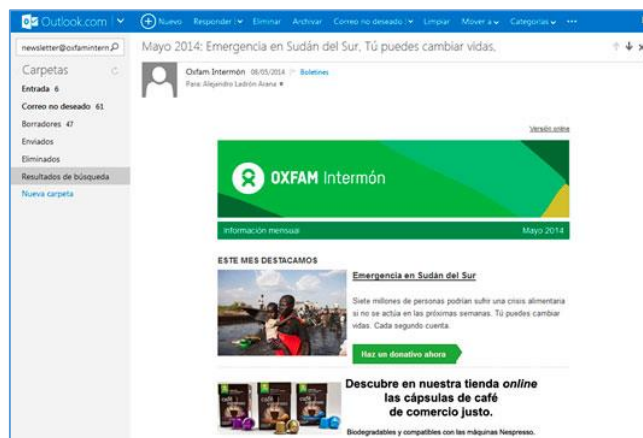 Outlook.com
Nuevo Responder Eliminar Archivar Correo no deseado Limpiar Mover a Categorías •••
newsletter@oxfamintern
Mayo 2014: Emergencia en Sudán del Sur, Tú puedes cambiar vidas,
Carpetas
Entrada 6
Correo no deseado 61
Borradores 47
Enviados
Eliminados
Resultados de búsqueda
Nueva carpeta
Oxfam Intermón 08/05/2014 Boletines
Para: Alejandro Ladrón Arana
Versión online
OXFAM Intermón
Información mensual Mayo 2014
ESTE MES DESTACAMOS
Emergencia en Sudán del Sur
Siete millones de personas podrían sufrir una crisis alimentaria
si no se actúa en las próximas semanas. Tú puedes cambiar
vidas. Cada segundo cuenta.
Haz un donativo ahora
café café café
Descubre en nuestra tienda online
las cápsulas de café
de comercio justo.
Biodegradables y compatibles con las máquinas Nespresso.